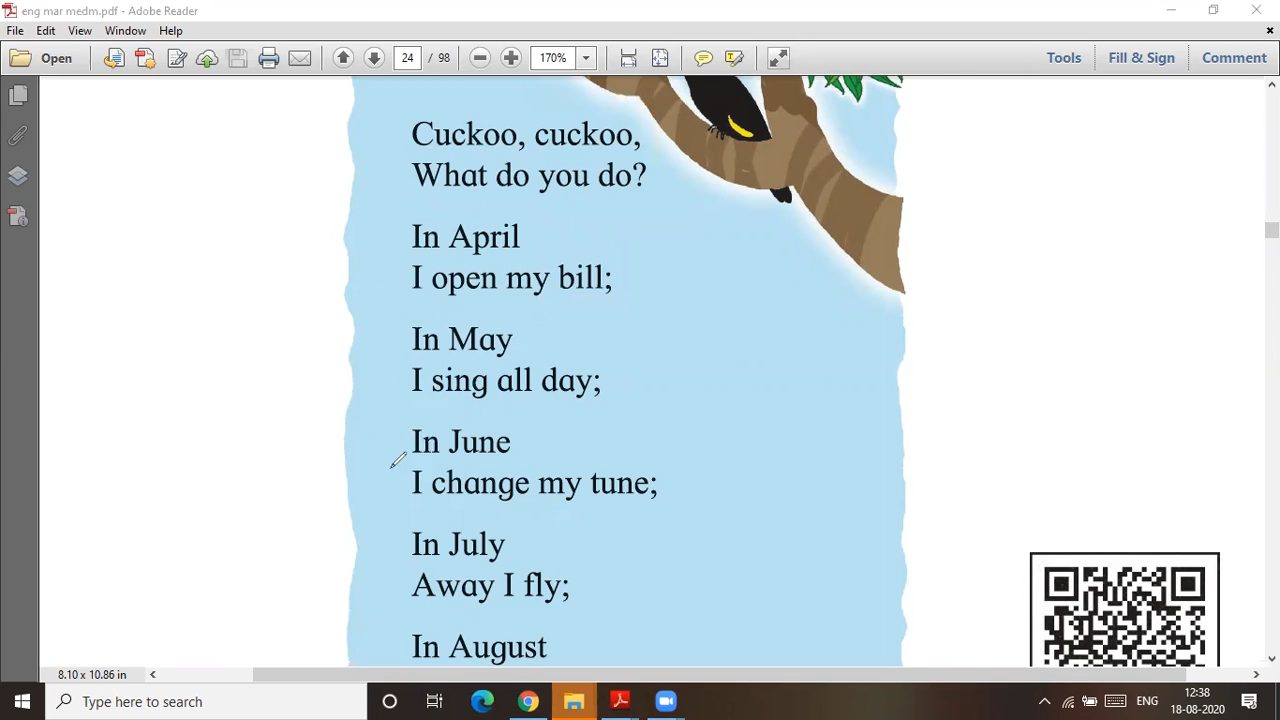 eng mar medm.pdf - Adobe Reader
File Edit View Window Help
Open 24 / 98 170% Tools Fill & Sign Comment
Cuckoo, cuckoo,
What do you do?
In April
I open my bill;
In May
I sing all day;
In June
I change my tune;
In July
Away I fly;
In August
8.10 x 10.86 in
Type here to search
ENG
12:38
18-08-2020